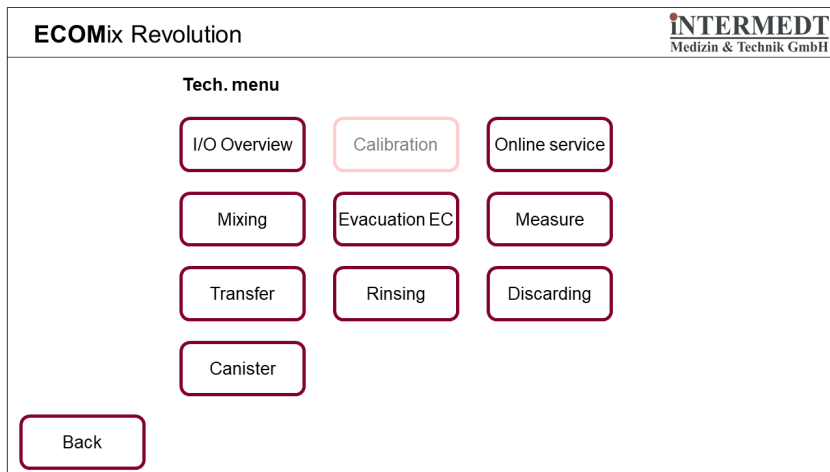 ECOMix Revolution
iNTERMEDT
Medizin & Technik GmbH
Tech. menu
I/O Overview
Calibration
Online service
Mixing
Evacuation EC
Measure
Transfer
Rinsing
Discarding
Canister
Back